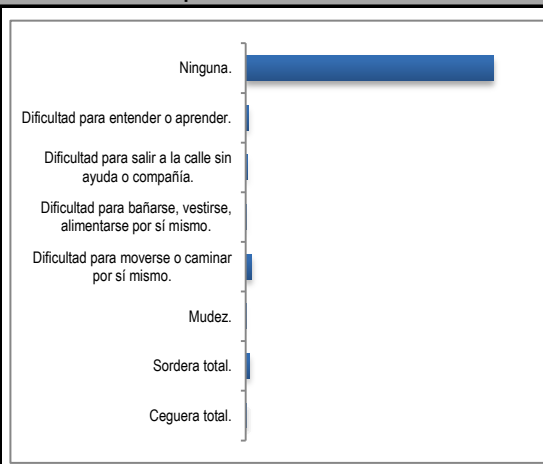 Ninguna.
Dificultad para entender o aprender.
Dificultad para salir a la calle sin
ayuda o compañía.
Dificultad para bañarse, vestirse,
alimentarse por sí mismo.
Dificultad para moverse o caminar
por sí mismo.
Mudez.
Sordera total.
Ceguera total.